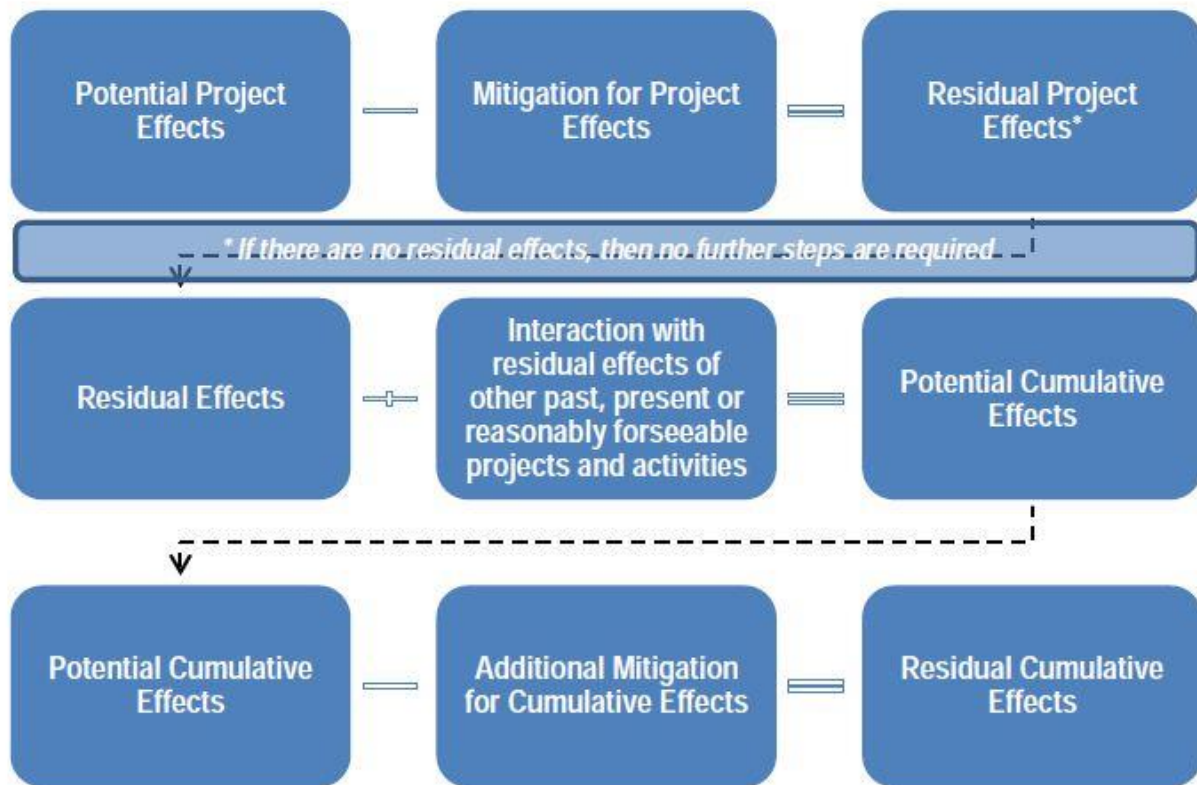 Potential Project
Effects
Mitigation for Project
Effects
Residual Project
Effects*
* If there are no residual effects, then no further steps are required
Residual Effects
Interaction with
residual effects of
other past, present or
reasonably forseeable
projects and activities
Potential Cumulative
Effects
Potential Cumulative
Effects
Additional Mitigation
for Cumulative Effects
Residual Cumulative
Effects